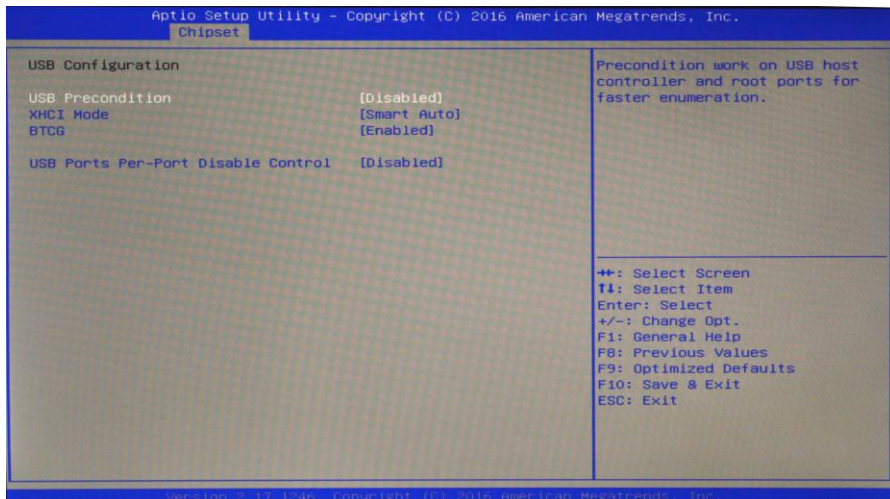 Aptio Setup Utility – Copyright (C) 2016 American Megatrends, Inc.
Chipset
USB Configuration
USB Precondition [Disabled]
XHCI Mode [Smart Auto]
BTCG [Enabled]
USB Ports Per-Port Disable Control [Disabled]
Precondition work on USB host
controller and root ports for
faster enumeration.
→←: Select Screen
↑↓: Select Item
Enter: Select
+/-: Change Opt.
F1: General Help
F8: Previous Values
F9: Optimized Defaults
F10: Save & Exit
ESC: Exit
Version 2.17.1246. Copyright (C) 2016 American Megatrends, Inc.